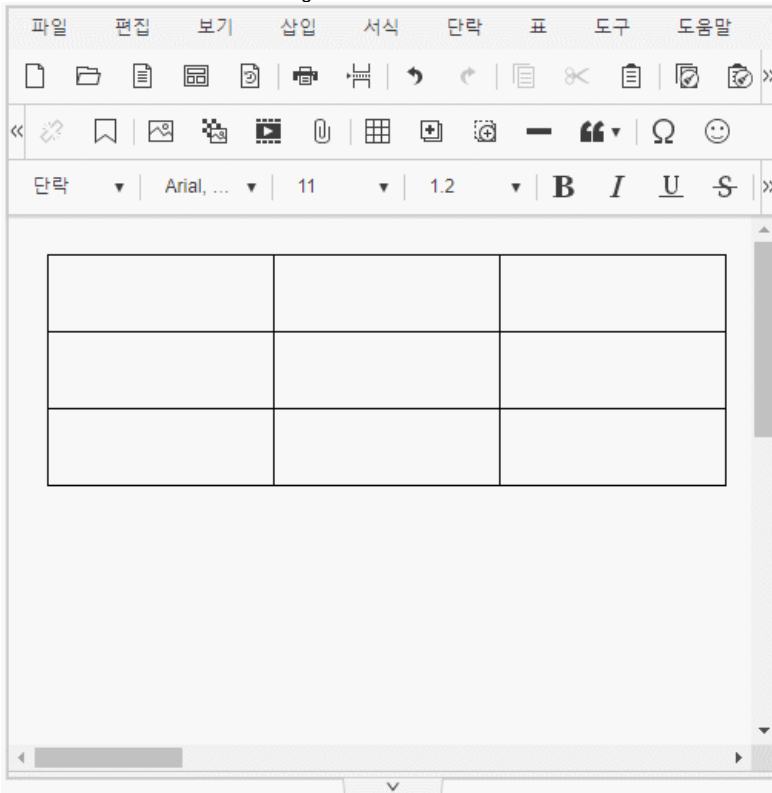 파일 편집 보기 삽입 서식 단락 표 도구 도움말
단락 Arial, ... 11 1.2 B I U S